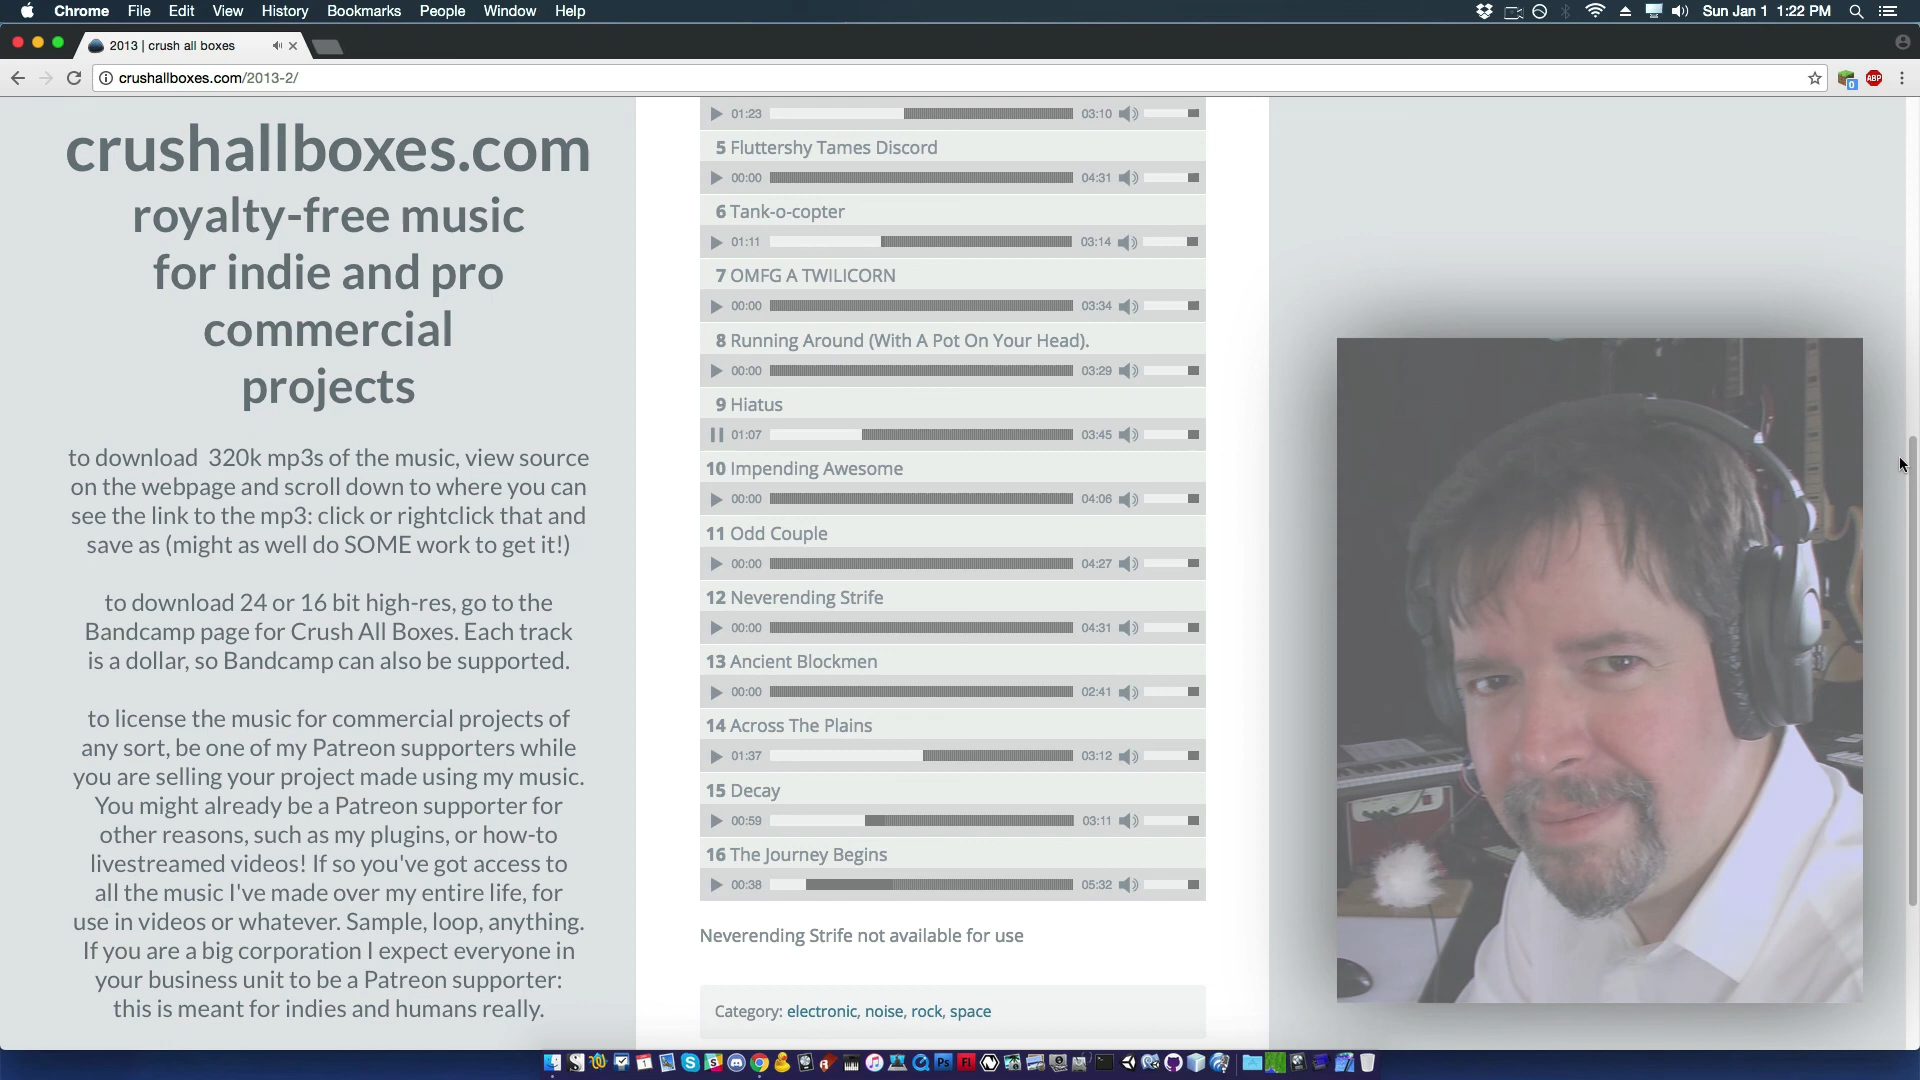 Chrome File Edit View History Bookmarks People Window Help
Sun Jan 1 1:22 PM
2013 | crush all boxes
crushallboxes.com/2013-2/
ABP
crushallboxes.com
royalty-free music
for indie and pro
commercial
projects
to download 320k mp3s of the music, view source
on the webpage and scroll down to where you can
see the link to the mp3: click or rightclick that and
save as (might as well do SOME work to get it!)
to download 24 or 16 bit high-res, go to the
Bandcamp page for Crush All Boxes. Each track
is a dollar, so Bandcamp can also be supported.
to license the music for commercial projects of
any sort, be one of my Patreon supporters while
you are selling your project made using my music.
You might already be a Patreon supporter for
other reasons, such as my plugins, or how-to
livestreamed videos! If so you've got access to
all the music I've made over my entire life, for
use in videos or whatever. Sample, loop, anything.
If you are a big corporation I expect everyone in
your business unit to be a Patreon supporter:
this is meant for indies and humans really.
01:23 03:10
5 Fluttershy Tames Discord
00:00 04:31
6 Tank-o-copter
01:11 03:14
7 OMFG A TWILICORN
00:00 03:34
8 Running Around (With A Pot On Your Head).
00:00 03:29
9 Hiatus
01:07 03:45
10 Impending Awesome
00:00 04:06
11 Odd Couple
00:00 04:27
12 Neverending Strife
00:00 04:31
13 Ancient Blockmen
00:00 02:41
14 Across The Plains
01:37 03:12
15 Decay
00:59 03:11
16 The Journey Begins
00:38 05:32
Neverending Strife not available for use
Category: electronic, noise, rock, space